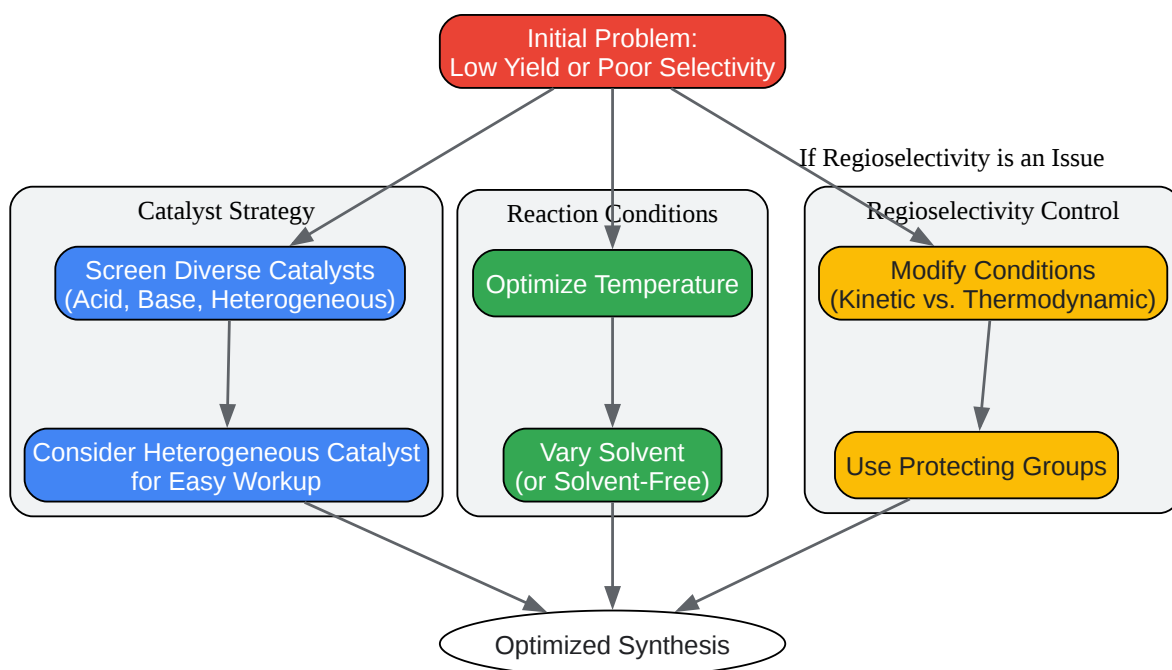 Initial Problem:
Low Yield or Poor Selectivity
If Regioselectivity is an Issue
Catalyst Strategy
Screen Diverse Catalysts
(Acid, Base, Heterogeneous)
Consider Heterogeneous Catalyst
for Easy Workup
Reaction Conditions
Optimize Temperature
Vary Solvent
(or Solvent-Free)
Regioselectivity Control
Modify Conditions
(Kinetic vs. Thermodynamic)
Use Protecting Groups
Optimized Synthesis